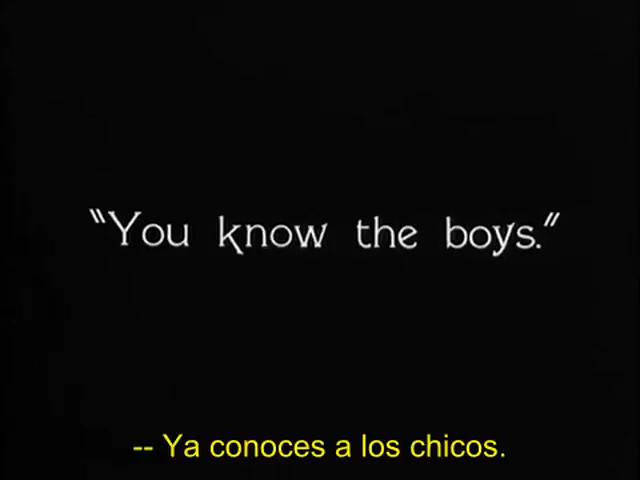 "You know the boys."
-- Ya conoces a los chicos.